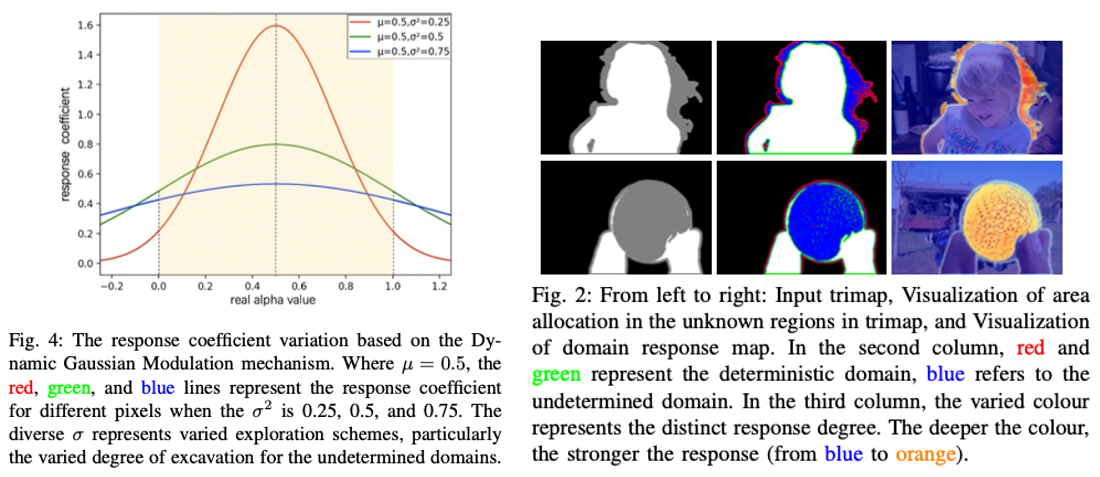 1.6
1.4
1.2
1.0
0.8
0.6
0.4
0.2
0.0
response coefficient
μ=0.5,σ²=0.25
μ=0.5,σ²=0.5
μ=0.5,σ²=0.75
−0.2 0.0 0.2 0.4 0.6 0.8 1.0 1.2
real alpha value
Fig. 4: The response coefficient variation based on the Dy-
namic Gaussian Modulation mechanism. Where μ = 0.5, the
red, green, and blue lines represent the response coefficient
for different pixels when the σ² is 0.25, 0.5, and 0.75. The
diverse σ represents varied exploration schemes, particularly
the varied degree of excavation for the undetermined domains.
Fig. 2: From left to right: Input trimap, Visualization of area
allocation in the unknown regions in trimap, and Visualization
of domain response map. In the second column, red and
green represent the deterministic domain, blue refers to the
undetermined domain. In the third column, the varied colour
represents the distinct response degree. The deeper the colour,
the stronger the response (from blue to orange).